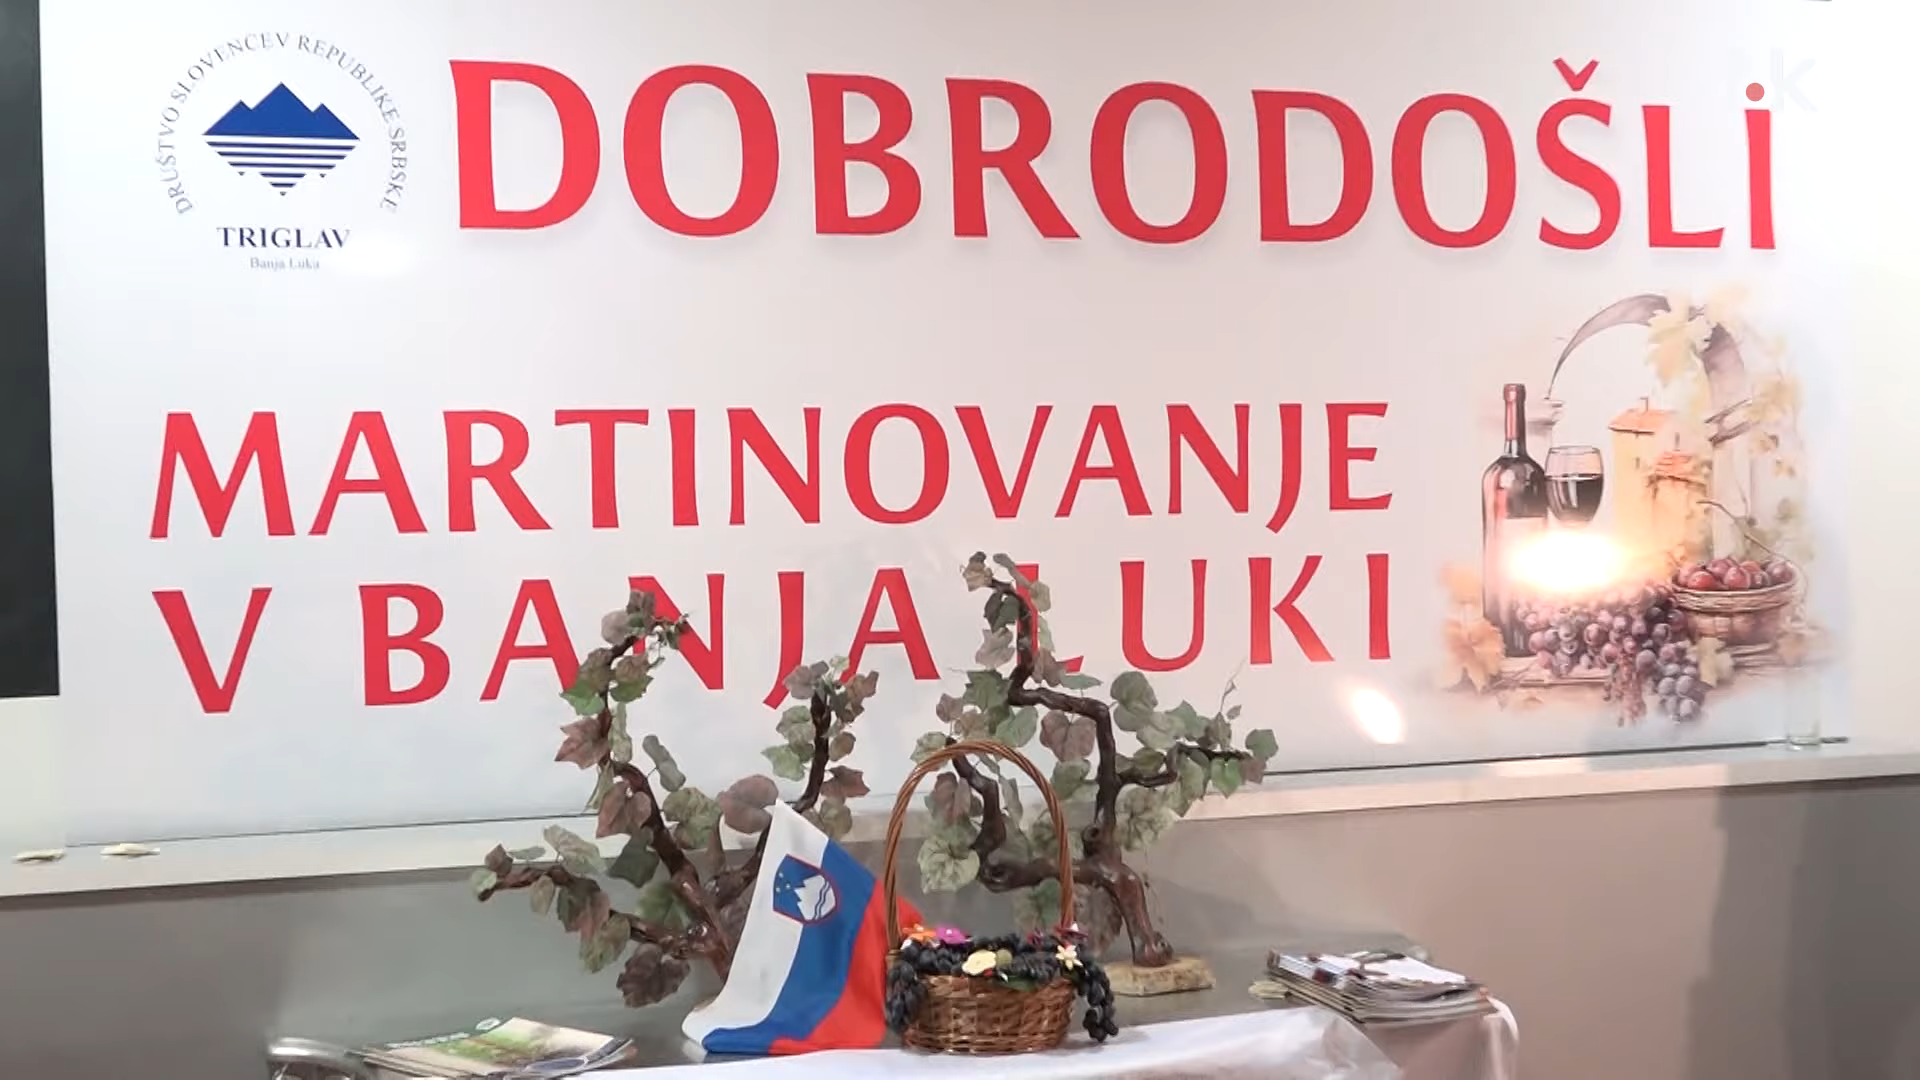 DRUŠTVO SLOVENCEV REPUBLIKE SRBSKE
TRIGLAV
Banja Luka
DOBRODOŠLI
MARTINOVANJE
V BANJA LUKI